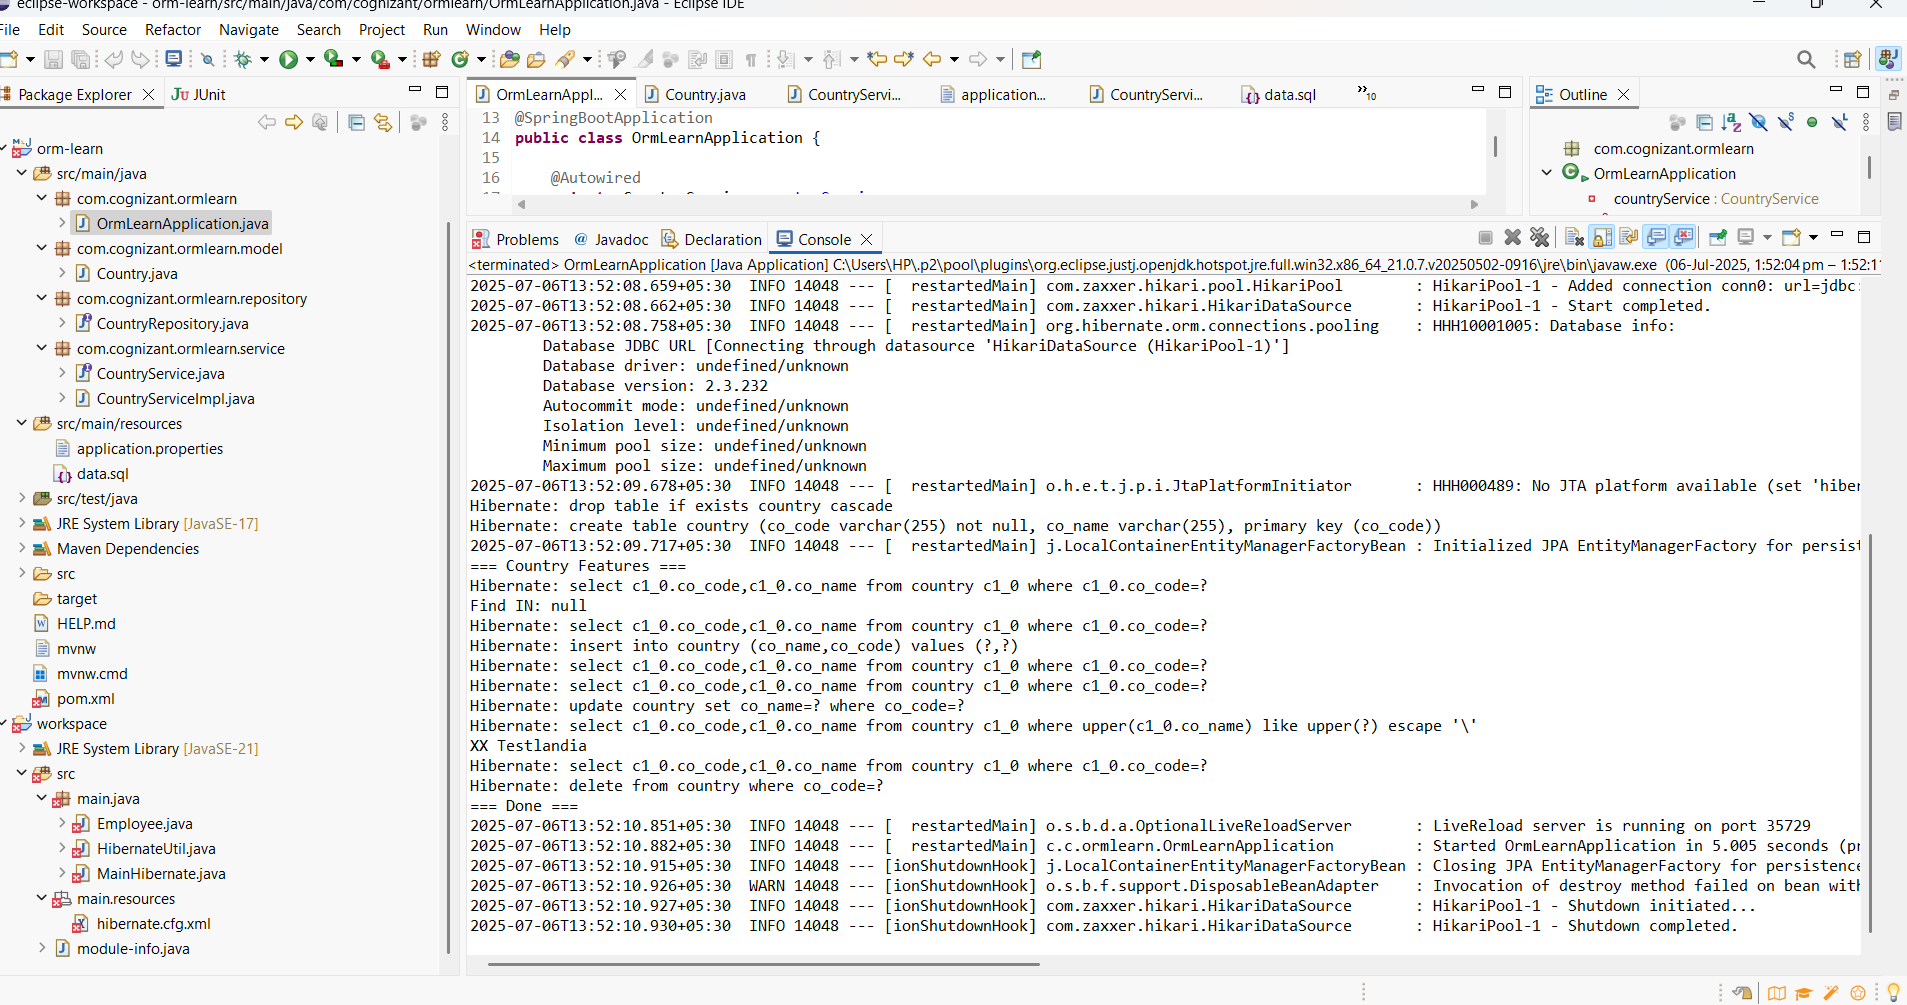 eclipse-workspace - orm-learn/src/main/java/com/cognizant/ormlearn/OrmLearnApplication.java - Eclipse IDE
File Edit Source Refactor Navigate Search Project Run Window Help
Package Explorer
JUnit
orm-learn
src/main/java
com.cognizant.ormlearn
OrmLearnApplication.java
com.cognizant.ormlearn.model
Country.java
com.cognizant.ormlearn.repository
CountryRepository.java
com.cognizant.ormlearn.service
CountryService.java
CountryServiceImpl.java
src/main/resources
application.properties
data.sql
src/test/java
JRE System Library [JavaSE-17]
Maven Dependencies
src
target
HELP.md
mvnw
mvnw.cmd
pom.xml
workspace
JRE System Library [JavaSE-21]
src
main.java
Employee.java
HibernateUtil.java
MainHibernate.java
main.resources
hibernate.cfg.xml
module-info.java
OrmLearnAppl... Country.java CountryServi... application... CountryServi... data.sql »10
13 @SpringBootApplication
14 public class OrmLearnApplication {
15
16 @Autowired
Outline
com.cognizant.ormlearn
OrmLearnApplication
countryService : CountryService
Problems Javadoc Declaration Console
<terminated> OrmLearnApplication [Java Application] C:\Users\HP\.p2\pool\plugins\org.eclipse.justj.openjdk.hotspot.jre.full.win32.x86_64_21.0.7.v20250502-0916\jre\bin\javaw.exe (06-Jul-2025, 1:52:04 pm – 1:52:1
2025-07-06T13:52:08.659+05:30 INFO 14048 --- [ restartedMain] com.zaxxer.hikari.pool.HikariPool : HikariPool-1 - Added connection conn0: url=jdbc:
2025-07-06T13:52:08.662+05:30 INFO 14048 --- [ restartedMain] com.zaxxer.hikari.HikariDataSource : HikariPool-1 - Start completed.
2025-07-06T13:52:08.758+05:30 INFO 14048 --- [ restartedMain] org.hibernate.orm.connections.pooling : HHH10001005: Database info:
Database JDBC URL [Connecting through datasource 'HikariDataSource (HikariPool-1)']
Database driver: undefined/unknown
Database version: 2.3.232
Autocommit mode: undefined/unknown
Isolation level: undefined/unknown
Minimum pool size: undefined/unknown
Maximum pool size: undefined/unknown
2025-07-06T13:52:09.678+05:30 INFO 14048 --- [ restartedMain] o.h.e.t.j.p.i.JtaPlatformInitiator : HHH000489: No JTA platform available (set 'hiber
Hibernate: drop table if exists country cascade
Hibernate: create table country (co_code varchar(255) not null, co_name varchar(255), primary key (co_code))
2025-07-06T13:52:09.717+05:30 INFO 14048 --- [ restartedMain] j.LocalContainerEntityManagerFactoryBean : Initialized JPA EntityManagerFactory for persist
=== Country Features ===
Hibernate: select c1_0.co_code,c1_0.co_name from country c1_0 where c1_0.co_code=?
Find IN: null
Hibernate: select c1_0.co_code,c1_0.co_name from country c1_0 where c1_0.co_code=?
Hibernate: insert into country (co_name,co_code) values (?,?)
Hibernate: select c1_0.co_code,c1_0.co_name from country c1_0 where c1_0.co_code=?
Hibernate: select c1_0.co_code,c1_0.co_name from country c1_0 where c1_0.co_code=?
Hibernate: update country set co_name=? where co_code=?
Hibernate: select c1_0.co_code,c1_0.co_name from country c1_0 where upper(c1_0.co_name) like upper(?) escape '\'
XX Testlandia
Hibernate: select c1_0.co_code,c1_0.co_name from country c1_0 where c1_0.co_code=?
Hibernate: delete from country where co_code=?
=== Done ===
2025-07-06T13:52:10.851+05:30 INFO 14048 --- [ restartedMain] o.s.b.d.a.OptionalLiveReloadServer : LiveReload server is running on port 35729
2025-07-06T13:52:10.882+05:30 INFO 14048 --- [ restartedMain] c.c.ormlearn.OrmLearnApplication : Started OrmLearnApplication in 5.005 seconds (pr
2025-07-06T13:52:10.915+05:30 INFO 14048 --- [ionShutdownHook] j.LocalContainerEntityManagerFactoryBean : Closing JPA EntityManagerFactory for persistence
2025-07-06T13:52:10.926+05:30 WARN 14048 --- [ionShutdownHook] o.s.b.f.support.DisposableBeanAdapter : Invocation of destroy method failed on bean with
2025-07-06T13:52:10.927+05:30 INFO 14048 --- [ionShutdownHook] com.zaxxer.hikari.HikariDataSource : HikariPool-1 - Shutdown initiated...
2025-07-06T13:52:10.930+05:30 INFO 14048 --- [ionShutdownHook] com.zaxxer.hikari.HikariDataSource : HikariPool-1 - Shutdown completed.